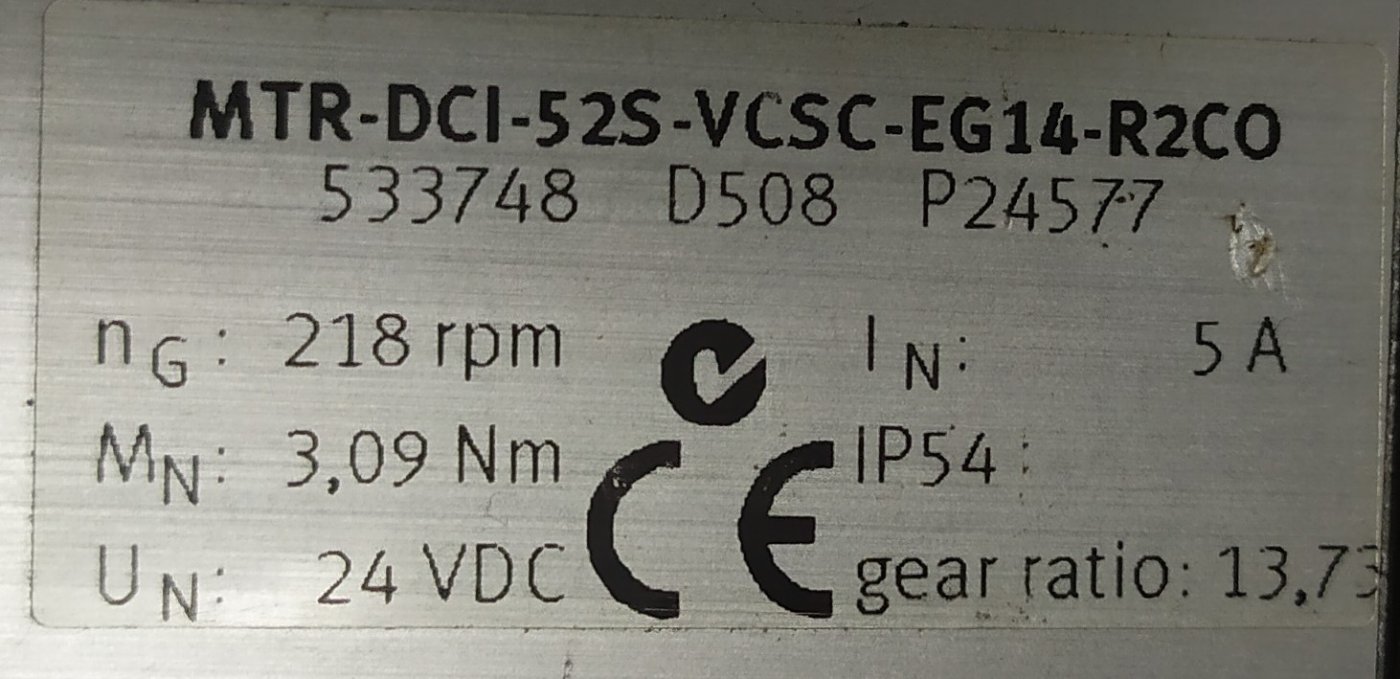 MTR-DCI-52S-VCSC-EG14-R2CO
533748 D508 P24577
nG: 218 rpm IN: 5 A
MN: 3,09 Nm IP54 :
UN: 24 VDC CE gear ratio: 13,73